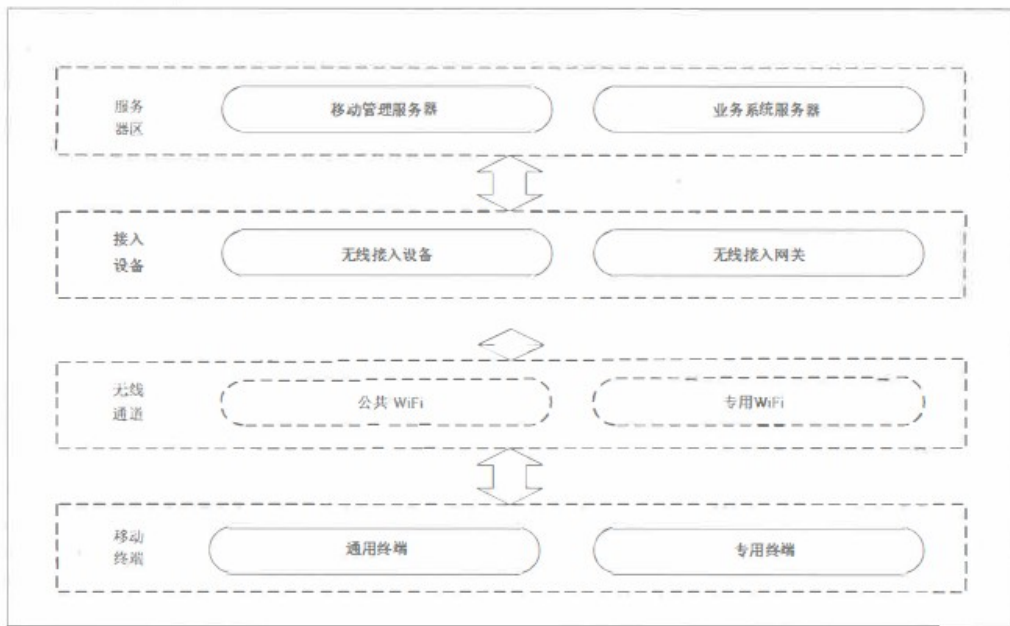 服务
器区
移动管理服务器
业务系统服务器
接入
设备
无线接入设备
无线接入网关
无线
通道
公共 WiFi
专用WiFi
移动
终端
通用终端
专用终端